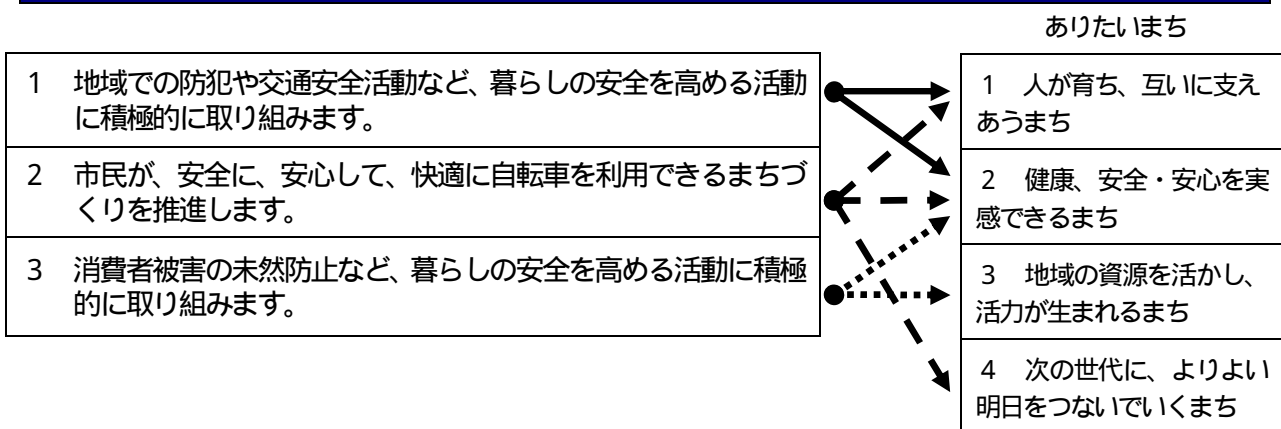 ありたいまち
1 地域での防犯や交通安全活動など、暮らしの安全を高める活動
に積極的に取り組みます。
2 市民が、安全に、安心して、快適に自転車を利用できるまちづ
くりを推進します。
3 消費者被害の未然防止など、暮らしの安全を高める活動に積極
的に取り組みます。
1 人が育ち、互いに支え
あうまち
2 健康、安全・安心を実
感できるまち
3 地域の資源を活かし、
活力が生まれるまち
4 次の世代に、よりよい
明日をつないでいくまち